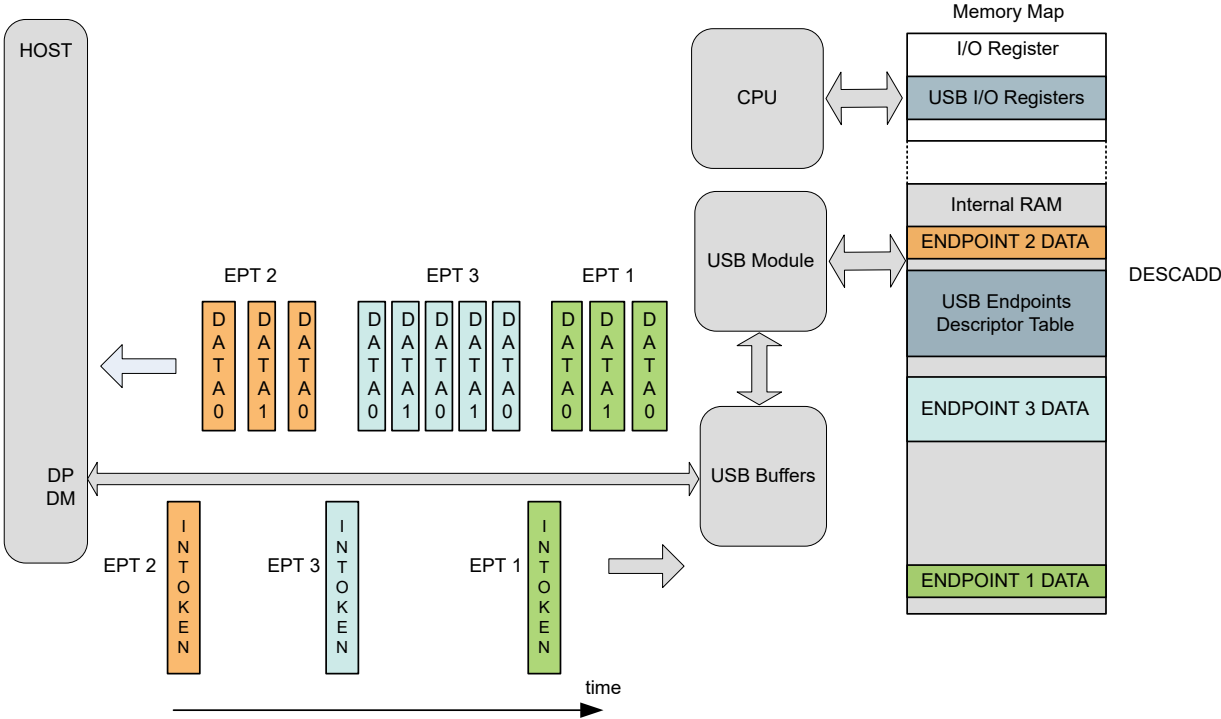 Memory Map
HOST
I/O Register
CPU
USB I/O Registers
Internal RAM
ENDPOINT 2 DATA
USB Module
DESCADD
USB Endpoints
Descriptor Table
EPT 2
EPT 3
EPT 1
DATA0
DATA1
DATA0
DATA0
DATA1
DATA0
DATA1
DATA0
DATA0
DATA1
DATA0
ENDPOINT 3 DATA
DP
DM
USB Buffers
EPT 2
INTOKEN
EPT 3
INTOKEN
EPT 1
INTOKEN
ENDPOINT 1 DATA
time